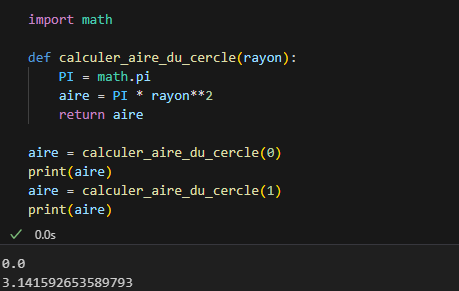 import math
def calculer_aire_du_cercle(rayon):
    PI = math.pi
    aire = PI * rayon**2
    return aire
aire = calculer_aire_du_cercle(0)
print(aire)
aire = calculer_aire_du_cercle(1)
print(aire)
0.0s
0.0
3.141592653589793